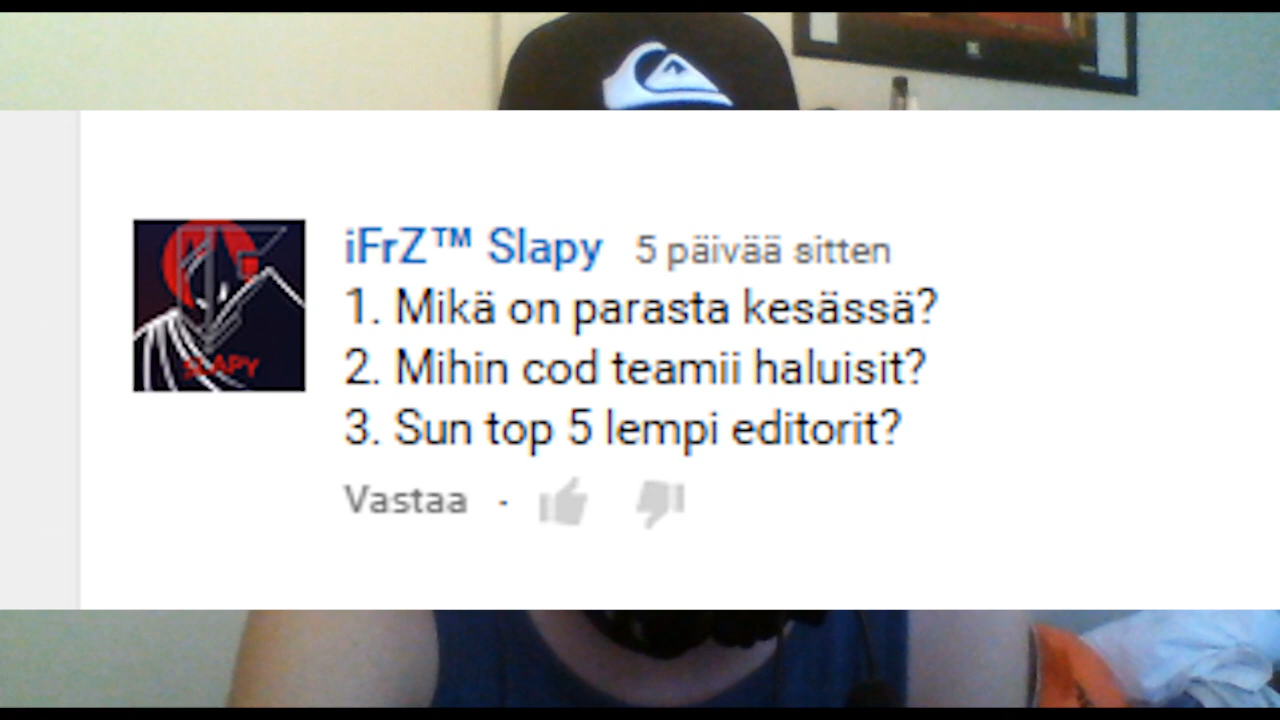 iFrZ™ Slapy 5 päivää sitten
1. Mikä on parasta kesässä?
2. Mihin cod teamii haluisit?
3. Sun top 5 lempi editorit?
Vastaa ·
SLAPY